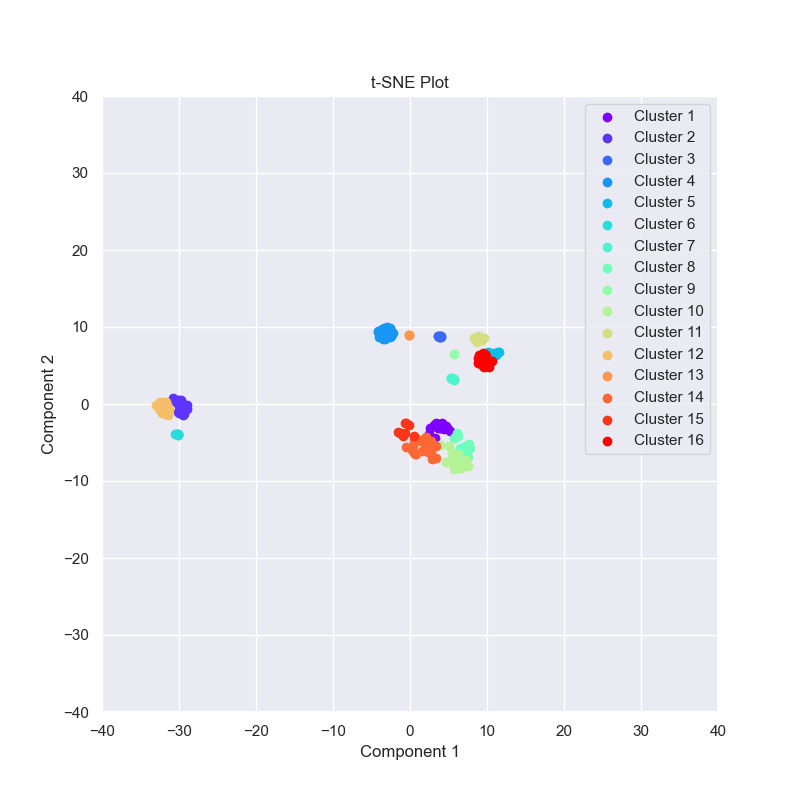 t-SNE Plot
40
30
20
10
0
−10
−20
−30
−40
Component 2
−40
−30
−20
−10
0
10
20
30
40
Component 1
Cluster 1
Cluster 2
Cluster 3
Cluster 4
Cluster 5
Cluster 6
Cluster 7
Cluster 8
Cluster 9
Cluster 10
Cluster 11
Cluster 12
Cluster 13
Cluster 14
Cluster 15
Cluster 16